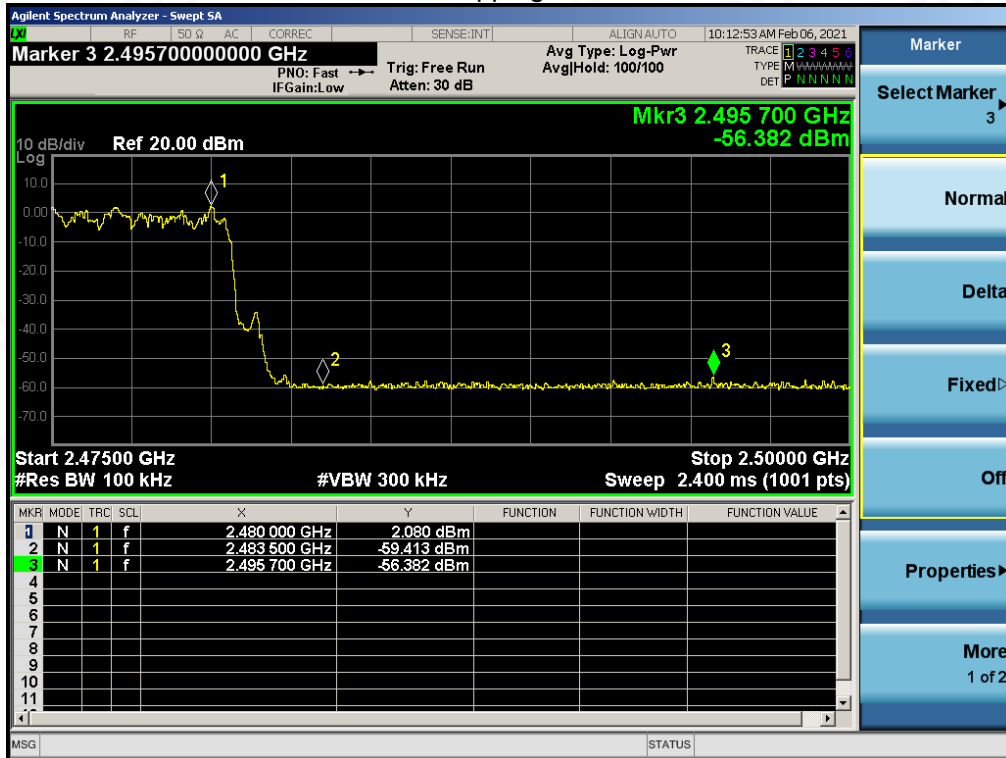 pping
Agilent Spectrum Analyzer - Swept SA
LXI RF 50 Ω AC CORREC SENSE:INT ALIGN AUTO 10:12:53 AM Feb 06, 2021
Marker 3 2.495700000000 GHz
PNO: Fast
IFGain:Low
Trig: Free Run
Atten: 30 dB
Avg Type: Log-Pwr
Avg|Hold: 100/100
TRACE 1 2 3 4 5 6
TYPE M
DET P N N N N N
Mkr3 2.495 700 GHz
-56.382 dBm
10 dB/div Ref 20.00 dBm
Log
10.0
0.00
-10.0
-20.0
-30.0
-40.0
-50.0
-60.0
-70.0
1
2
3
Start 2.47500 GHz
Stop 2.50000 GHz
#Res BW 100 kHz #VBW 300 kHz Sweep 2.400 ms (1001 pts)
MKR MODE TRC SCL X Y FUNCTION FUNCTION WIDTH FUNCTION VALUE
1 N 1 f 2.480 000 GHz 2.080 dBm
2 N 1 f 2.483 500 GHz -59.413 dBm
3 N 1 f 2.495 700 GHz -56.382 dBm
4
5
6
7
8
9
10
11
MSG STATUS
Marker
Select Marker
3
Normal
Delta
Fixed
Off
Properties
More
1 of 2